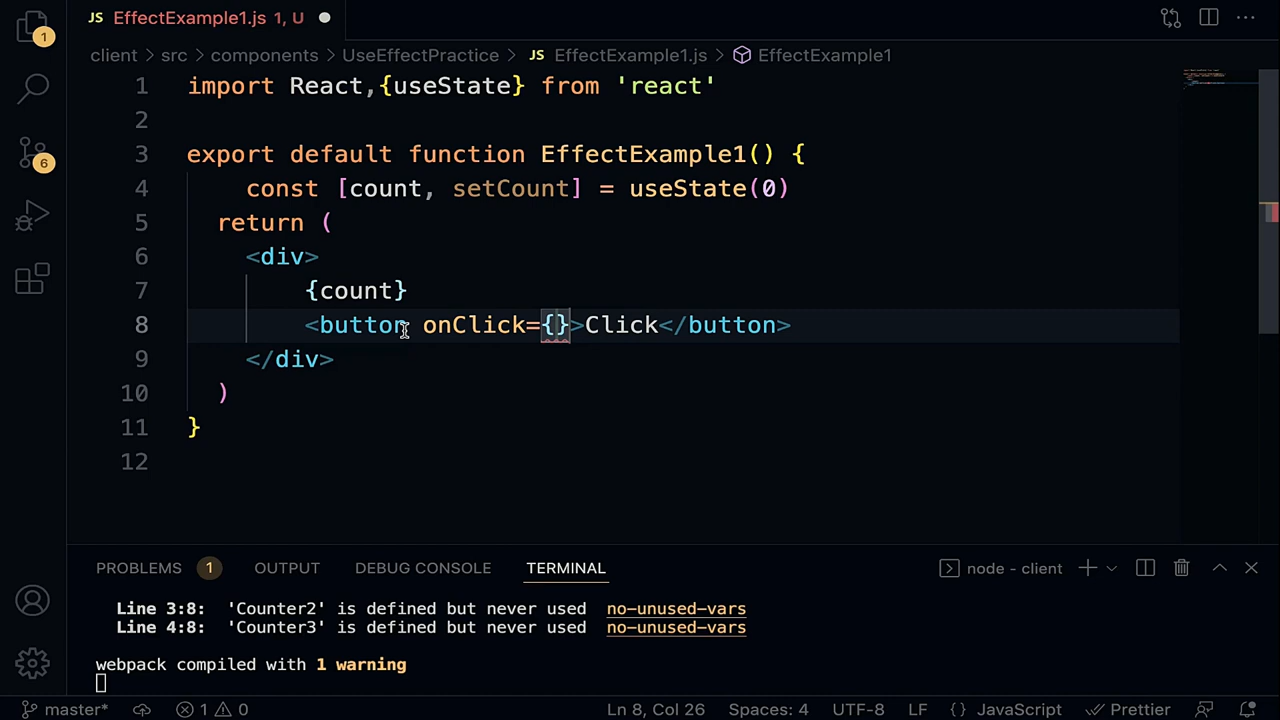 JS EffectExample1.js 1, U
client > src > components > UseEffectPractice > JS EffectExample1.js > EffectExample1
1 import React,{useState} from 'react'
2
3 export default function EffectExample1() {
4 const [count, setCount] = useState(0)
5 return (
6 <div>
7 {count}
8 <button onClick={}>Click</button>
9 </div>
10 )
11 }
12
1
6
PROBLEMS 1 OUTPUT DEBUG CONSOLE TERMINAL node - client
Line 3:8: 'Counter2' is defined but never used no-unused-vars
Line 4:8: 'Counter3' is defined but never used no-unused-vars
webpack compiled with 1 warning
master* 1 0 Ln 8, Col 26 Spaces: 4 UTF-8 LF {} JavaScript Prettier